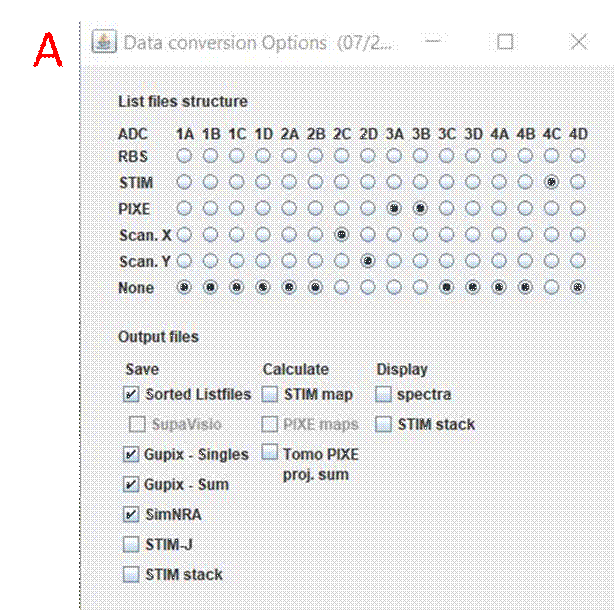 A
Data conversion Options (07/2...
List files structure
ADC 1A 1B 1C 1D 2A 2B 2C 2D 3A 3B 3C 3D 4A 4B 4C 4D
RBS
STIM
PIXE
Scan. X
Scan. Y
None
Output files
Save Calculate Display
Sorted Listfiles STIM map spectra
SupaVisio PIXE maps STIM stack
Gupix - Singles Tomo PIXE
proj. sum
Gupix - Sum
SimNRA
STIM-J
STIM stack